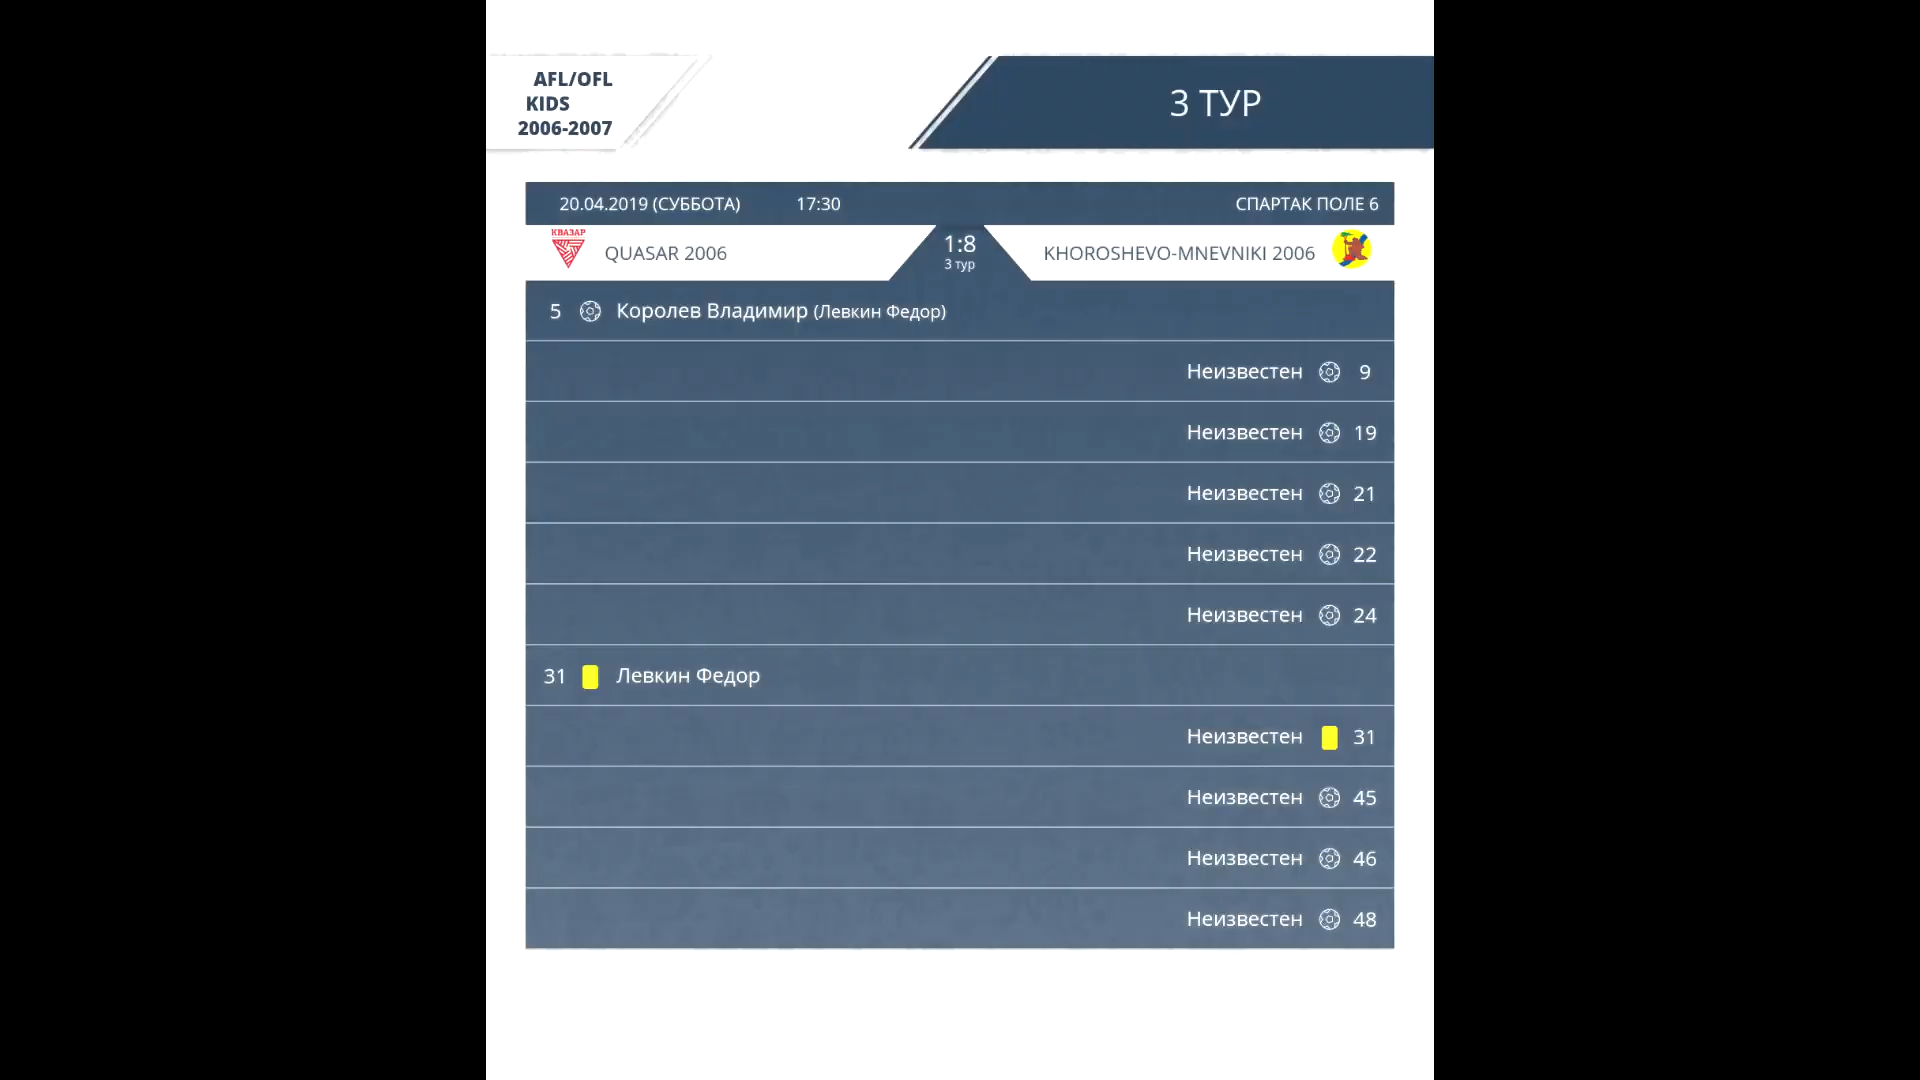 AFL/OFL
KIDS
2006-2007
3 ТУР
20.04.2019 (СУББОТА) 17:30 СПАРТАК ПОЛЕ 6
КВАЗАР
QUASAR 2006 1:8 KHOROSHEVO-MNEVNIKI 2006
3 тур
5 Королев Владимир (Левкин Федор)
Неизвестен 9
Неизвестен 19
Неизвестен 21
Неизвестен 22
Неизвестен 24
31 Левкин Федор
Неизвестен 31
Неизвестен 45
Неизвестен 46
Неизвестен 48